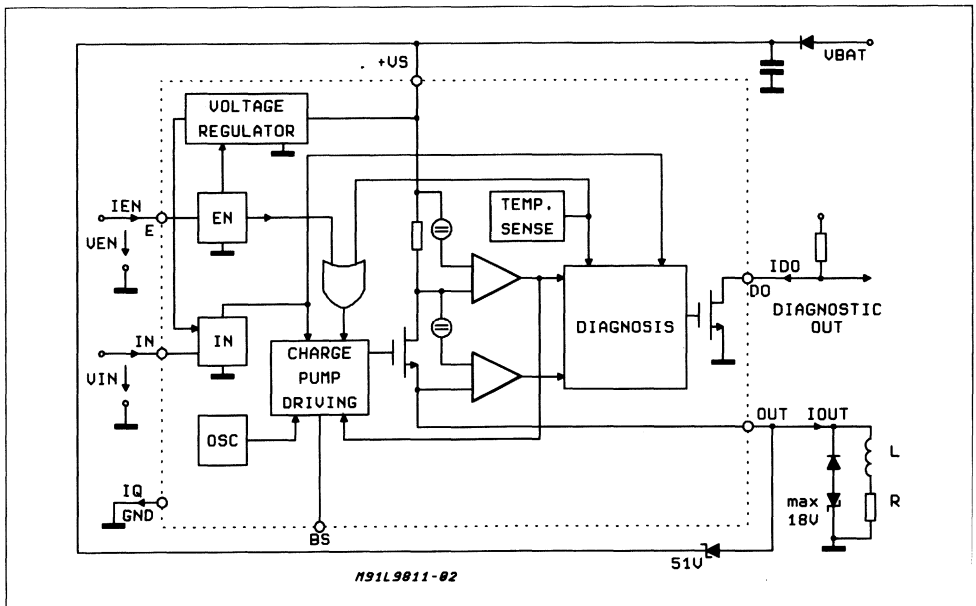 +VS
VBAT
VOLTAGE
REGULATOR
IEN
E
EN
VEN
TEMP.
SENSE
IDO
DO
DIAGNOSTIC
OUT
DIAGNOSIS
IN
IN
VIN
CHARGE
PUMP
DRIVING
OSC
OUT
IOUT
L
R
max
18V
IQ
GND
BS
51V
M91L9811-02